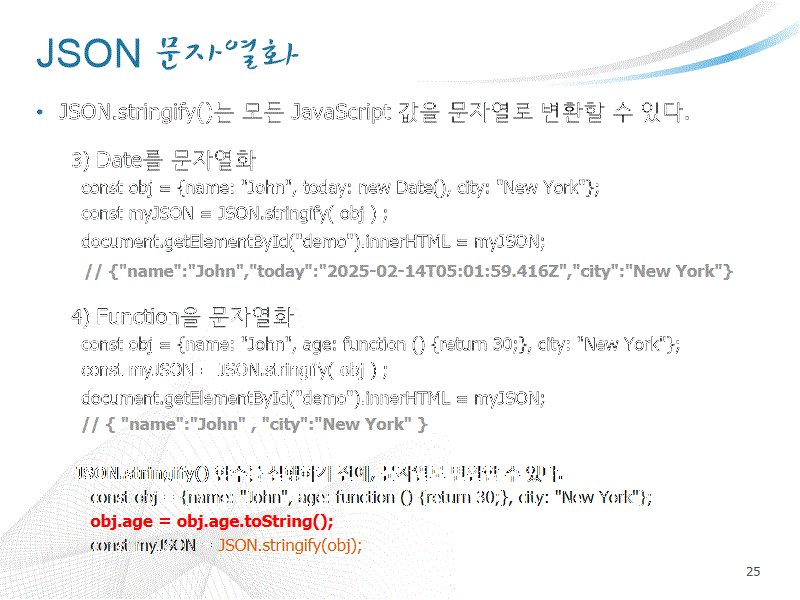 JSON 문자열화
• JSON.stringify()는 모든 JavaScript 값을 문자열로 변환할 수 있다.
3) Date를 문자열화
const obj = {name: "John", today: new Date(), city: "New York"};
const myJSON = JSON.stringify( obj ) ;
document.getElementById("demo").innerHTML = myJSON;
// {"name":"John","today":"2025-02-14T05:01:59.416Z","city":"New York"}
4) Function을 문자열화
const obj = {name: "John", age: function () {return 30;}, city: "New York"};
const myJSON = JSON.stringify( obj ) ;
document.getElementById("demo").innerHTML = myJSON;
// { "name":"John" , "city":"New York" }
JSON.stringify() 전에, 문자열로 변환할 수 있다.
const obj = {name: "John", age: function () {return 30;}, city: "New York"};
obj.age = obj.age.toString();
const myJSON = JSON.stringify(obj);
25